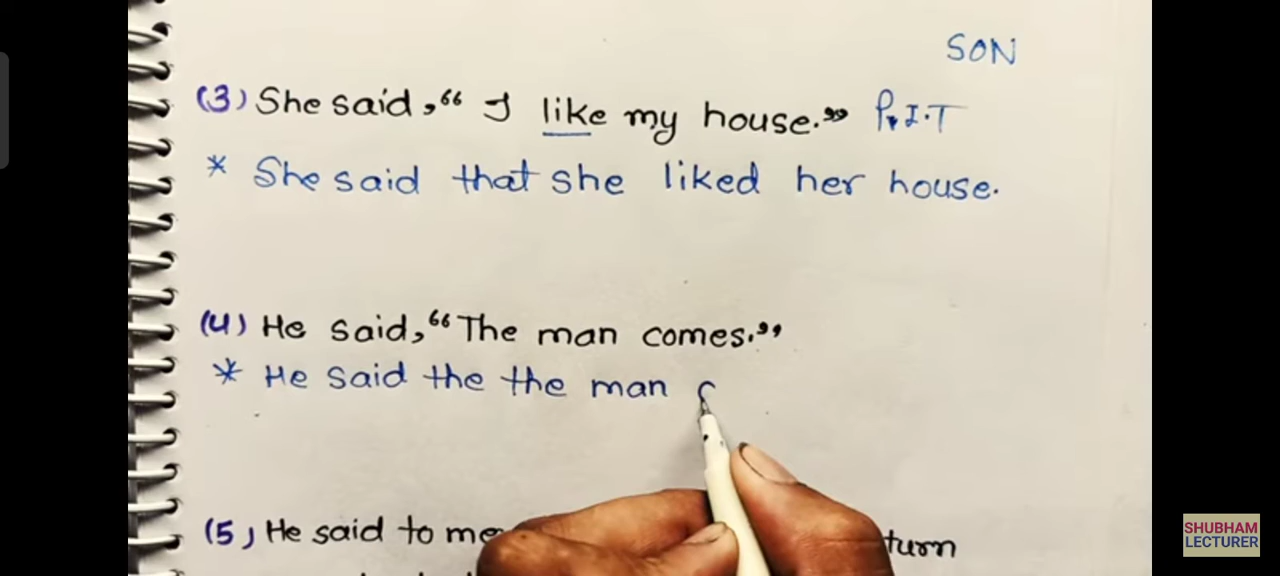 SON
(3) She said, “I like my house.” Pr.I.T
* She said that she liked her house.
(4) He said, “The man comes.”
* He said the the man c
(5) He said to me turn
SHUBHAM
LECTURER